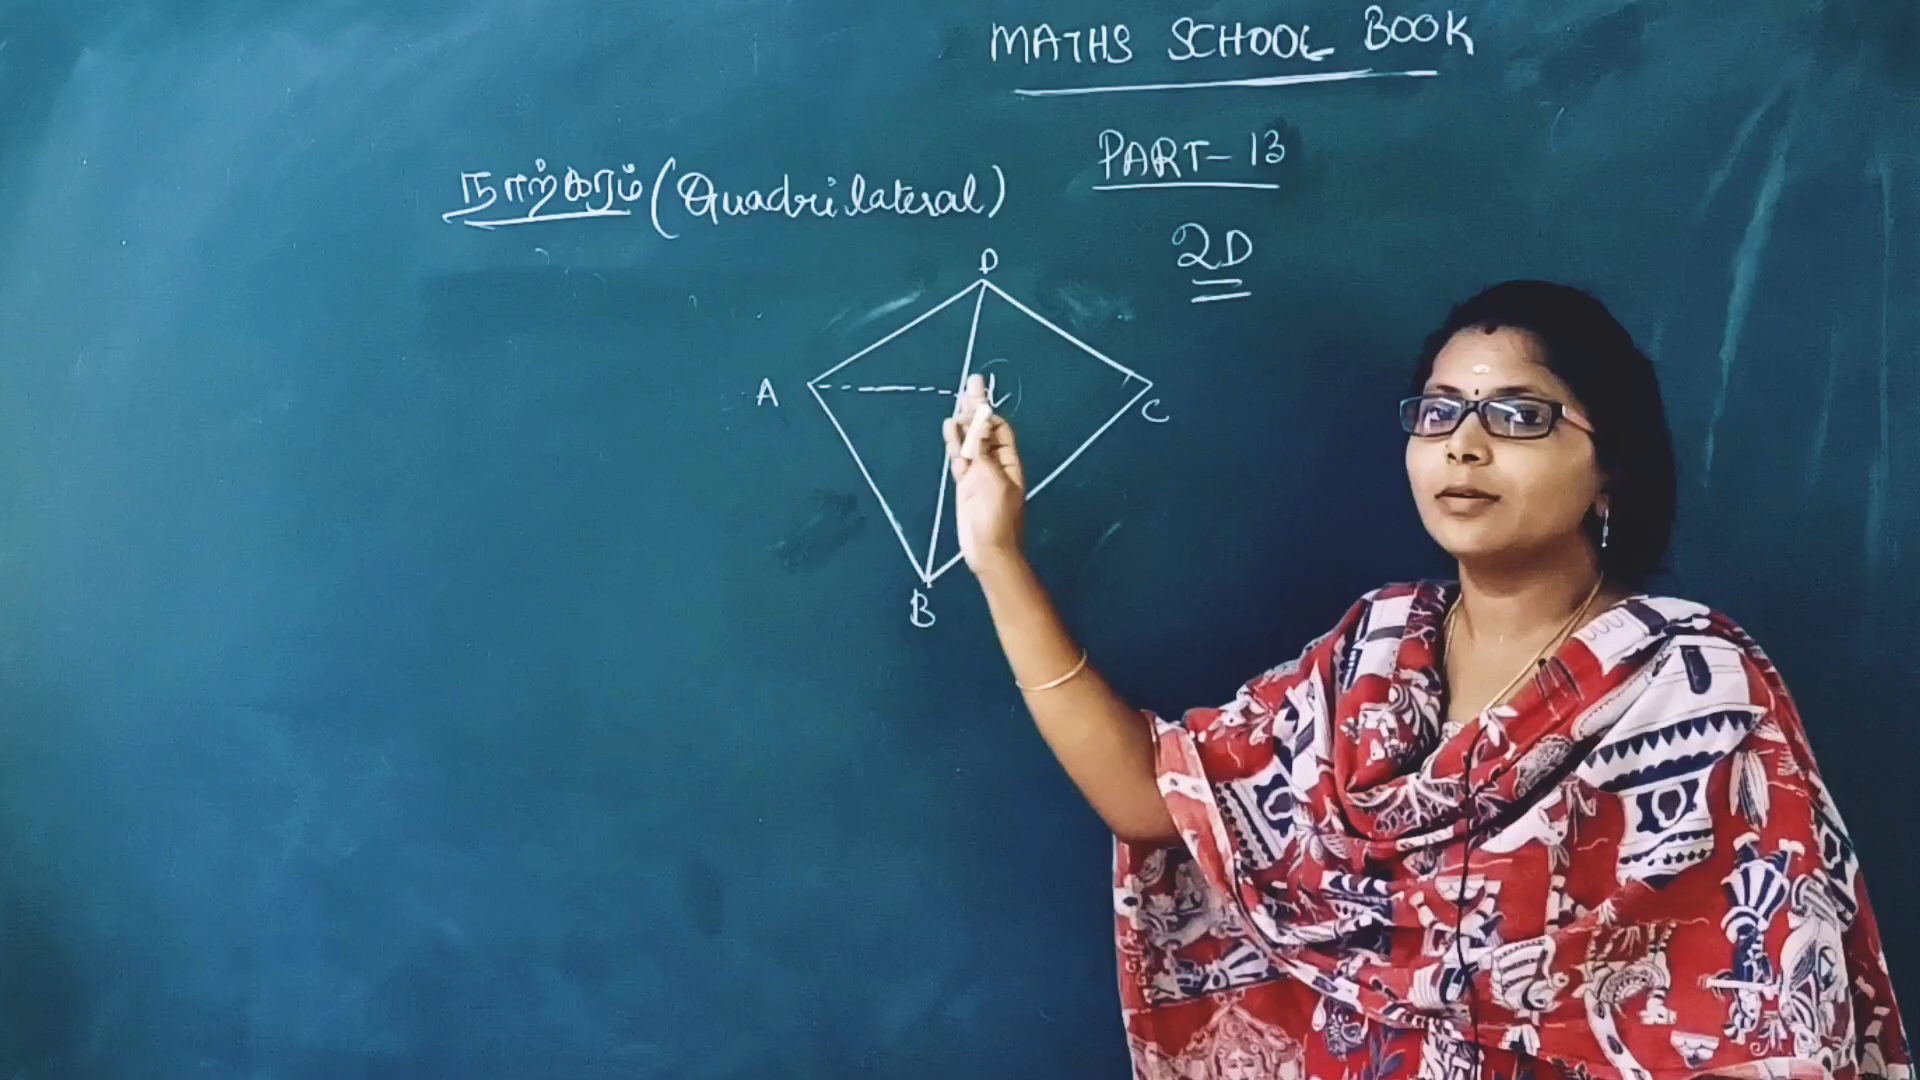 MATHS SCHOOL BOOK
PART-13
நாற்கரம் (Quadrilateral)
2D
D
A
C
B